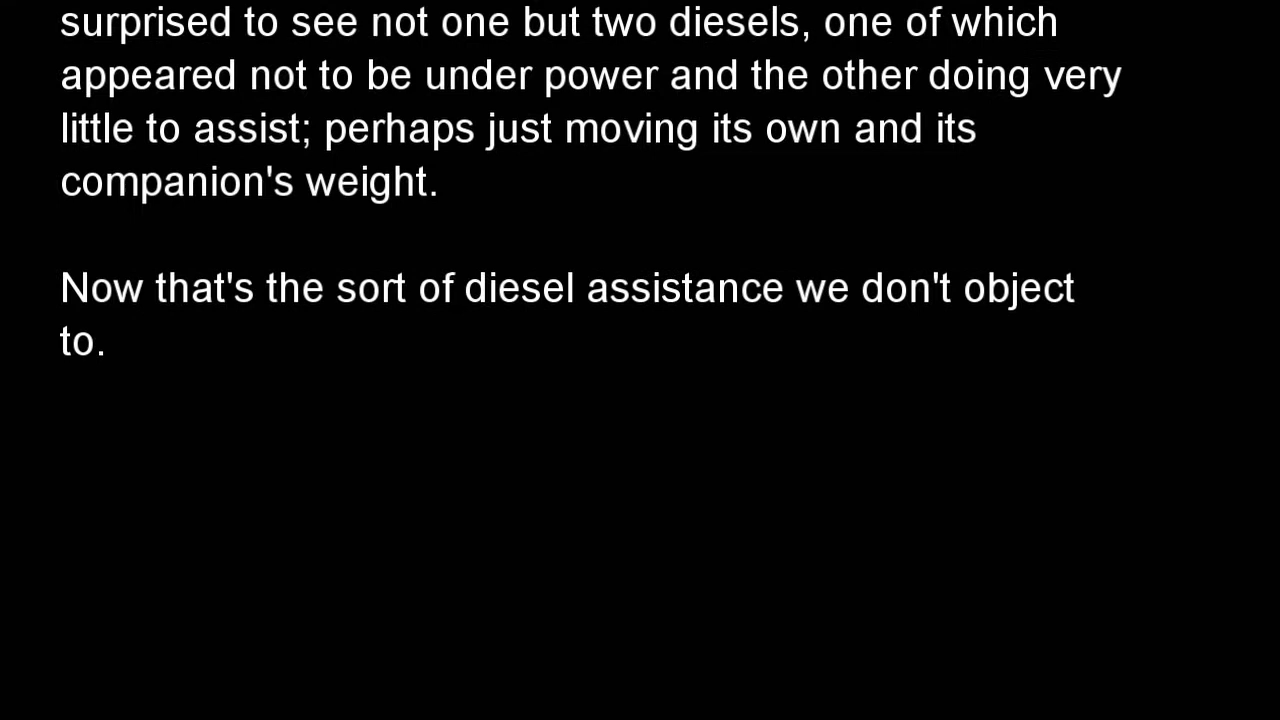 surprised to see not one but two diesels, one of which
appeared not to be under power and the other doing very
little to assist; perhaps just moving its own and its
companion's weight.
Now that's the sort of diesel assistance we don't object
to.